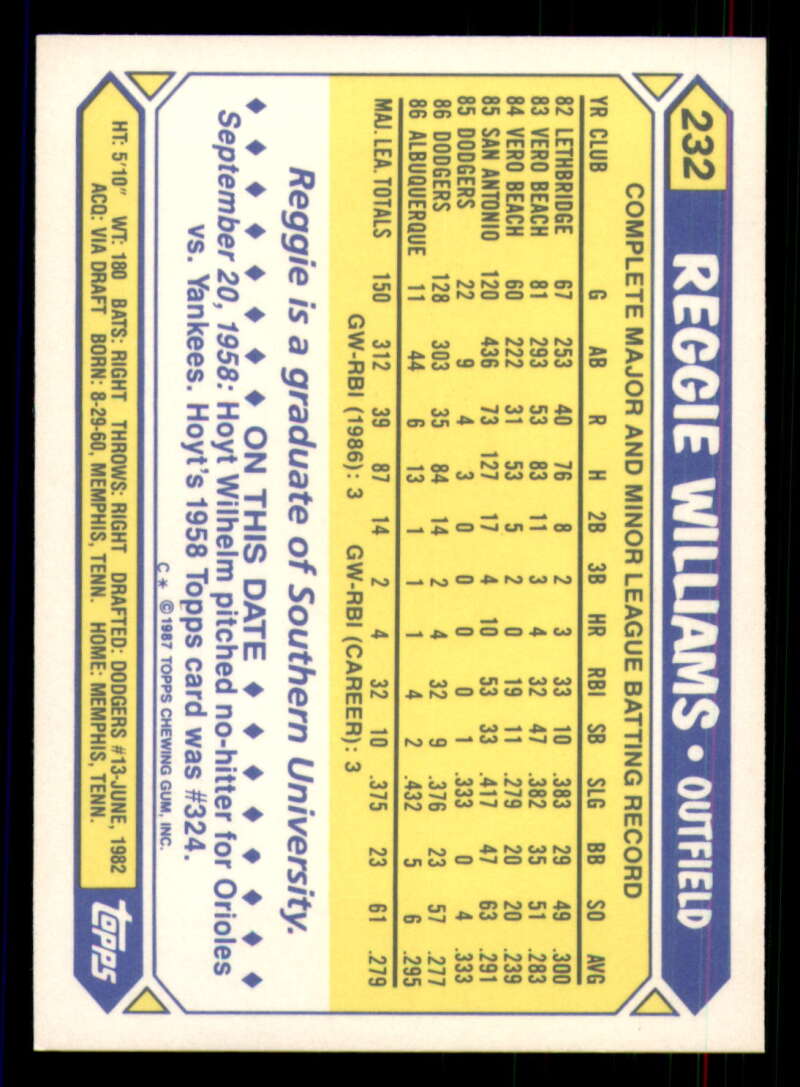 232 REGGIE WILLIAMS • OUTFIELD
COMPLETE MAJOR AND MINOR LEAGUE BATTING RECORD
YR CLUB G AB R H 2B 3B HR RBI SB SLG BB SO AVG
82 LETHBRIDGE 67 253 40 76 8 2 3 33 10 .383 29 49 .300
83 VERO BEACH 81 293 53 83 11 3 4 32 47 .382 35 51 .283
84 VERO BEACH 60 222 31 53 5 2 0 19 11 .279 20 20 .239
85 SAN ANTONIO 120 436 73 127 17 4 10 53 33 .417 47 63 .291
85 DODGERS 22 9 4 3 0 0 0 0 1 .333 0 4 .333
86 DODGERS 128 303 35 84 14 2 4 32 9 .376 23 57 .277
86 ALBUQUERQUE 11 44 6 13 1 1 1 4 2 .432 5 6 .295
MAJ. LEA. TOTALS 150 312 39 87 14 2 4 32 10 .375 23 61 .279
GW-RBI (1986): 3 GW-RBI (CAREER): 3
Reggie is a graduate of Southern University.
◆ ◆ ◆ ◆ ◆ ◆ ◆ ◆ ON THIS DATE ◆ ◆ ◆ ◆ ◆ ◆ ◆ ◆
September 20, 1958: Hoyt Wilhelm pitched no-hitter for Orioles
vs. Yankees. Hoyt's 1958 Topps card was #324.
C* ©1987 TOPPS CHEWING GUM, INC.
HT: 5'10" WT: 180 BATS: RIGHT THROWS: RIGHT DRAFTED: DODGERS #13-JUNE, 1982
ACQ: VIA DRAFT BORN: 8-29-60, MEMPHIS, TENN. HOME: MEMPHIS, TENN.
topps